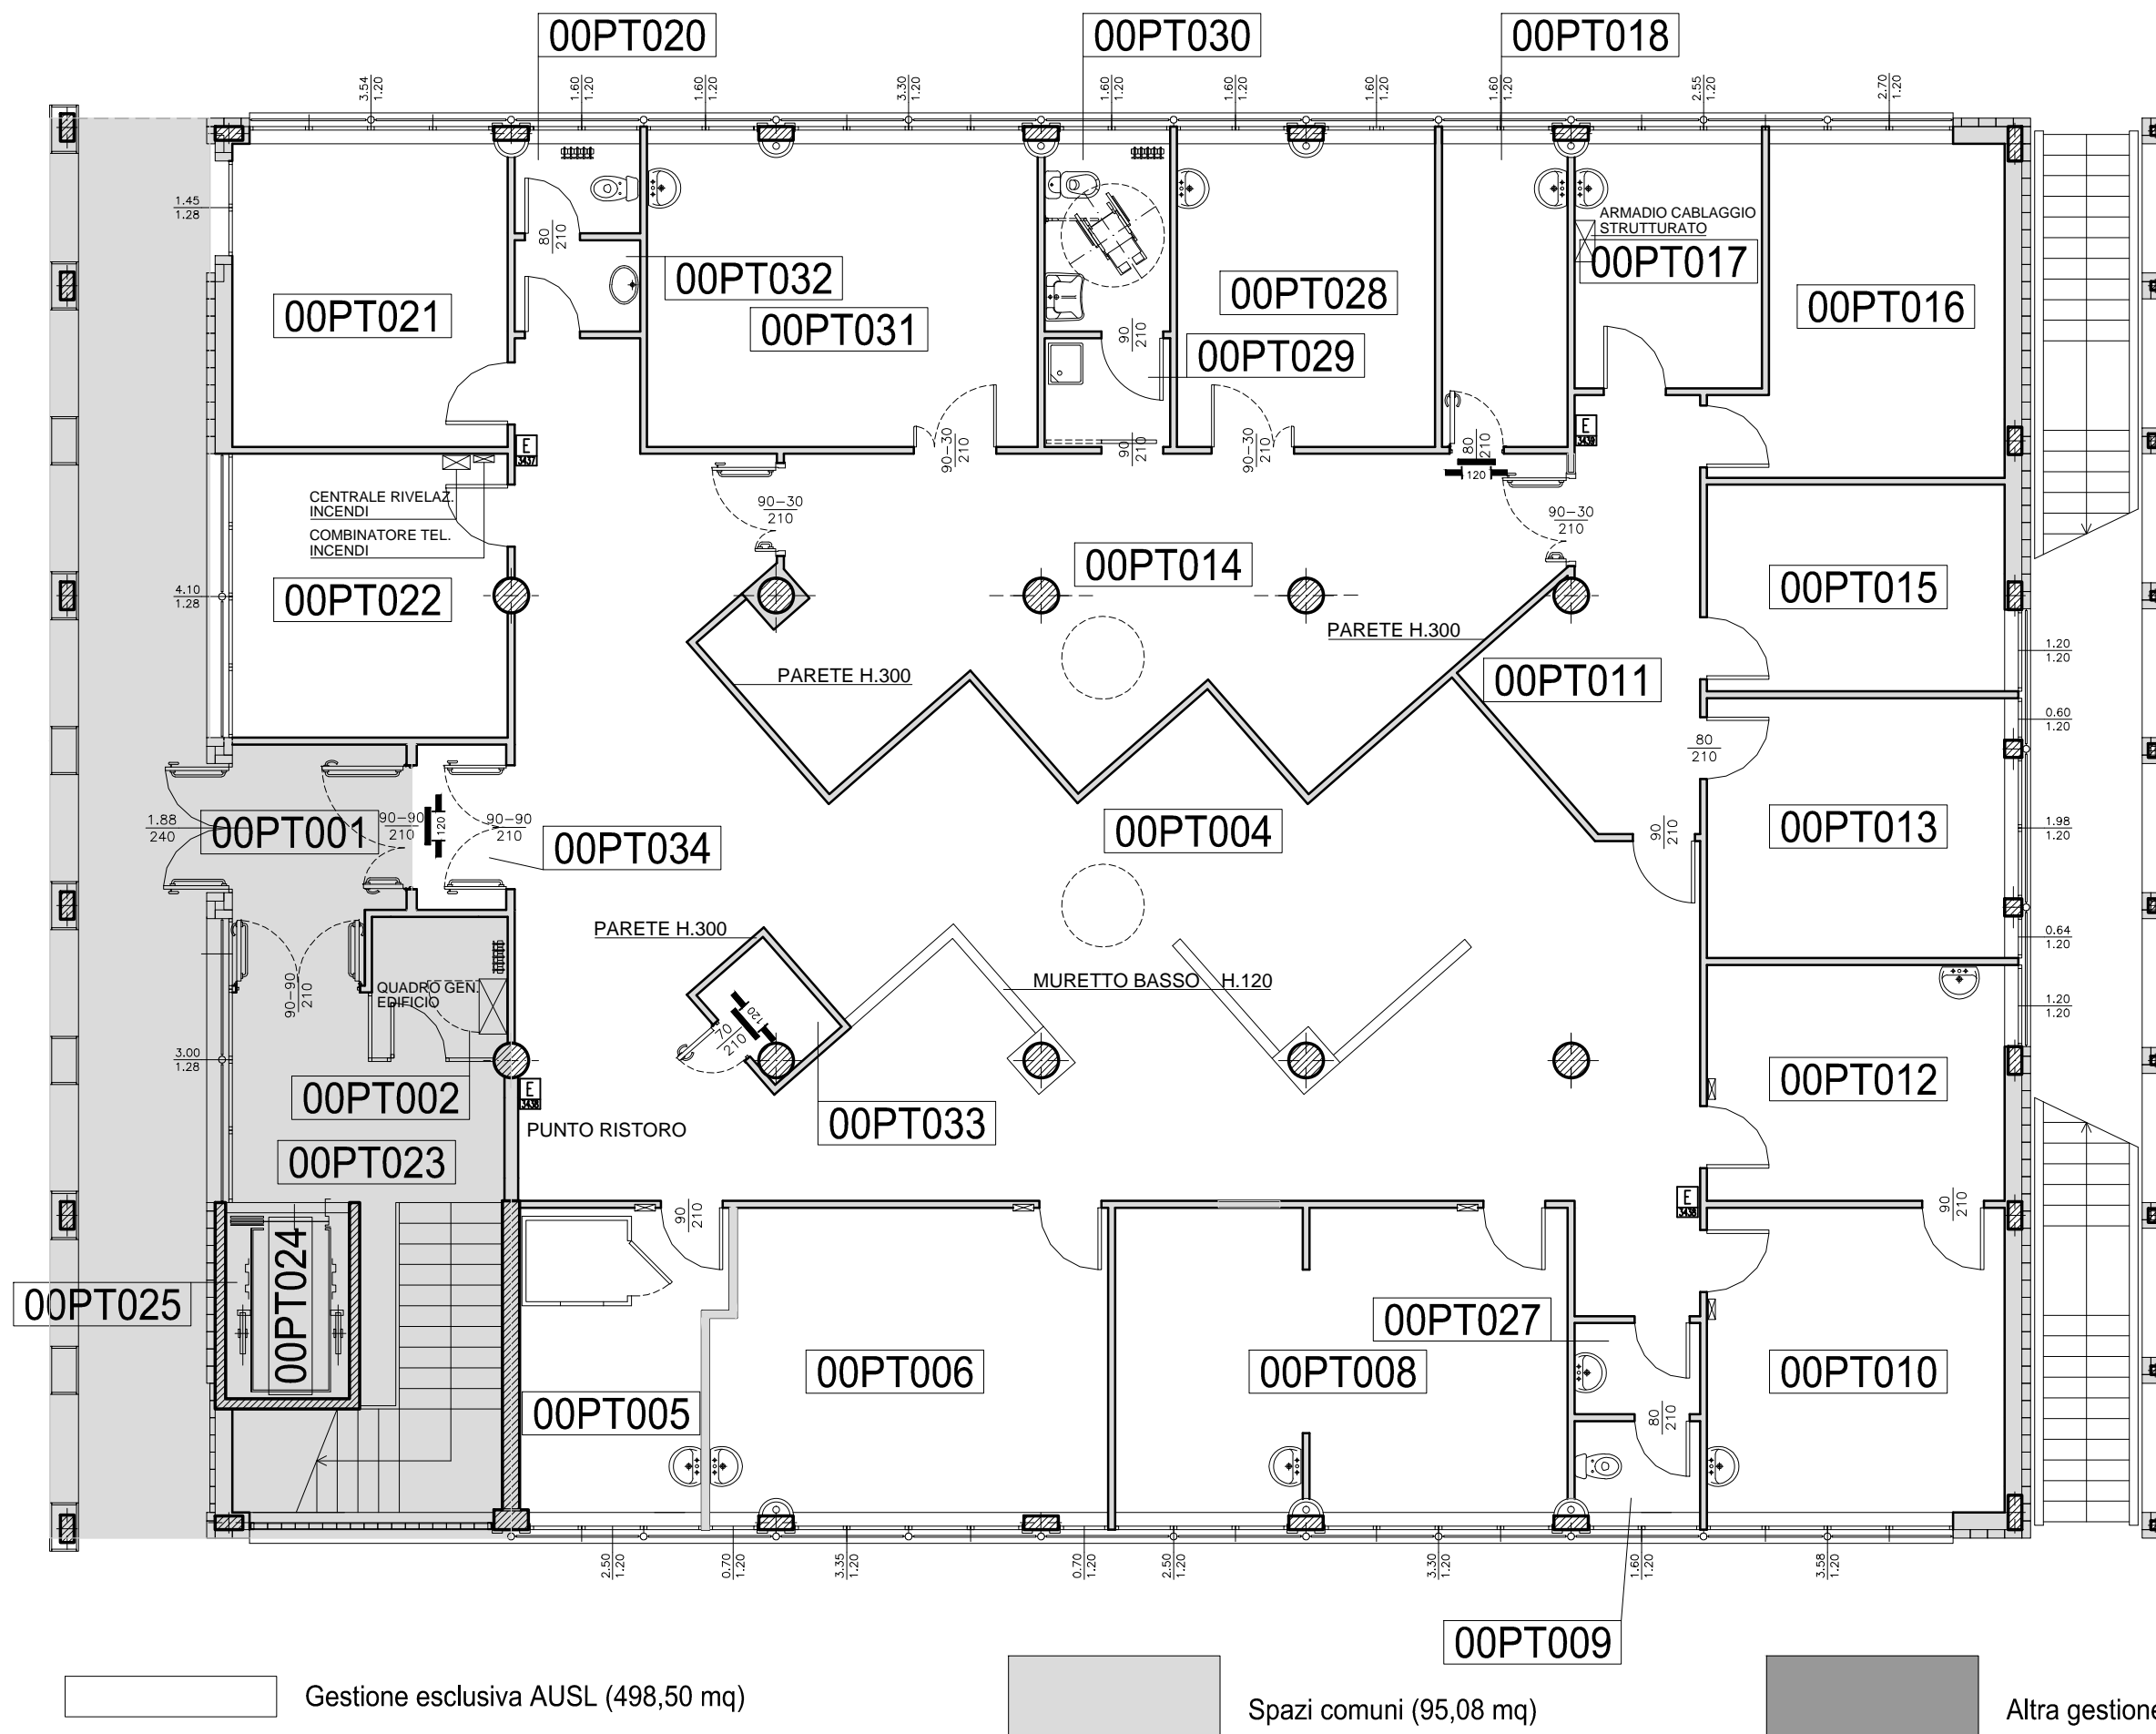 00PT020
00PT030
00PT018
3.54
1.20
1.60
1.20
1.60
1.20
3.30
1.20
1.60
1.20
1.60
1.20
1.60
1.20
1.60
1.20
2.55
1.20
2.70
1.20
1.45
1.28
80
210
ARMADIO CABLAGGIO
STRUTTURATO
00PT017
00PT032
00PT028
00PT021
00PT031
00PT016
90
210
00PT029
E
3437
90-30
210
90
210
90-30
210
80
210
120
E
3436
CENTRALE RIVELAZ.
INCENDI
COMBINATORE TEL.
INCENDI
90-30
210
90-30
210
00PT014
00PT022
00PT015
4.10
1.28
PARETE H.300
PARETE H.300
00PT011
1.20
1.20
0.60
1.20
80
210
1.88
240
00PT001
90-90
210
120
90-90
210
00PT034
00PT004
90
210
00PT013
1.98
1.20
PARETE H.300
0.64
1.20
QUADRO GEN.
EDIFICIO
90-90
210
MURETTO BASSO H.120
1.20
1.20
70
210
120
3.00
1.28
00PT002
E
3438
PUNTO RISTORO
00PT033
00PT012
00PT023
90
210
E
3435
90
210
00PT024
00PT025
00PT027
00PT006
00PT008
00PT010
00PT005
80
210
2.50
1.20
0.70
1.20
3.35
1.20
0.70
1.20
2.50
1.20
3.30
1.20
1.60
1.20
3.58
1.20
00PT009
Gestione esclusiva AUSL (498,50 mq)
Spazi comuni (95,08 mq)
Altra gestione